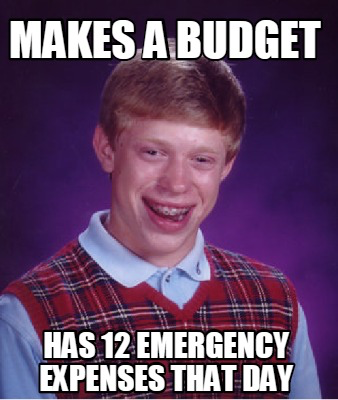 MAKES A BUDGET
HAS 12 EMERGENCY
EXPENSES THAT DAY